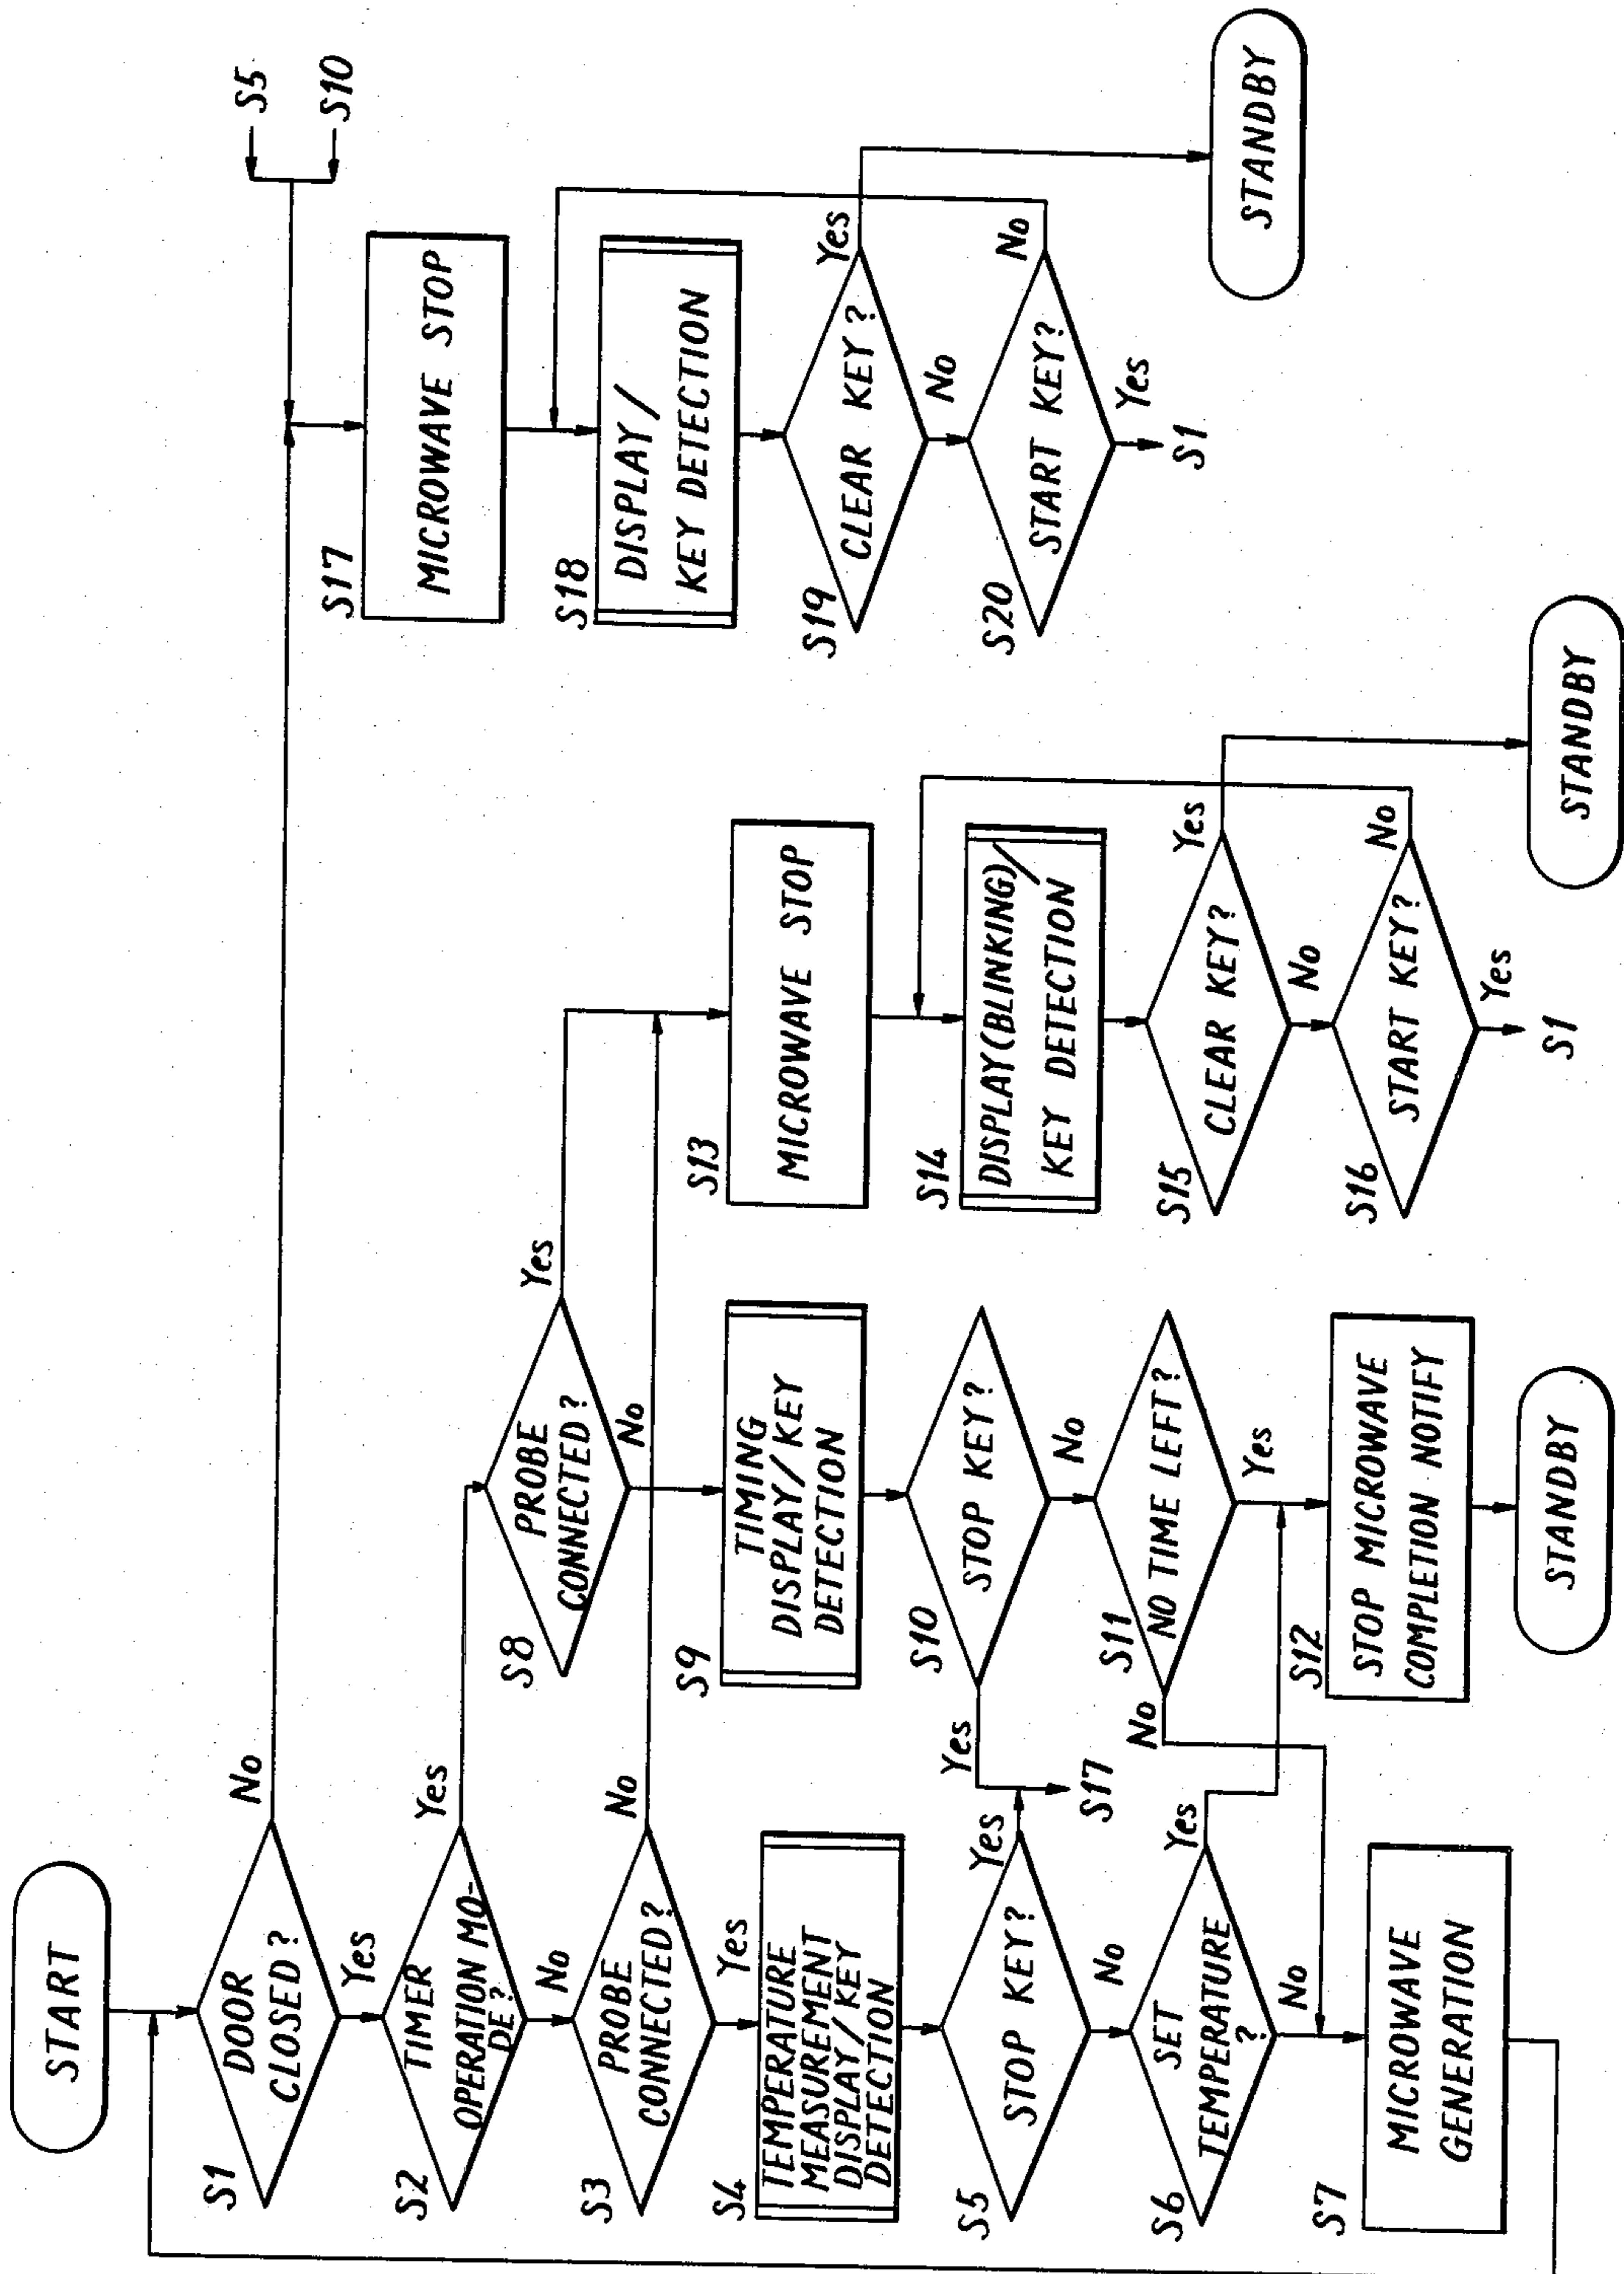 START
S1
DOOR
CLOSED?
No
Yes
S2
TIMER
OPERATION MO-
DE?
Yes
No
S3
PROBE
CONNECTED?
No
Yes
S4
TEMPERATURE
MEASUREMENT
DISPLAY/KEY
DETECTION
S5
STOP KEY?
Yes
No
S6
SET
TEMPERATURE
?
Yes
No
S7
MICROWAVE
GENERATION
S8
PROBE
CONNECTED?
Yes
No
S9
TIMING
DISPLAY/KEY
DETECTION
S10
STOP KEY?
Yes
S17
No
S11
NO TIME LEFT?
No
Yes
S12
STOP MICROWAVE
COMPLETION NOTIFY
STANDBY
S13
MICROWAVE STOP
S14
DISPLAY(BLINKING)/
KEY DETECTION
S15
CLEAR KEY?
Yes
No
S16
START KEY?
No
Yes
S1
STANDBY
S5
S10
S17
MICROWAVE STOP
S18
DISPLAY/
KEY DETECTION
S19
CLEAR KEY?
Yes
No
S20
START KEY?
No
Yes
S1
STANDBY